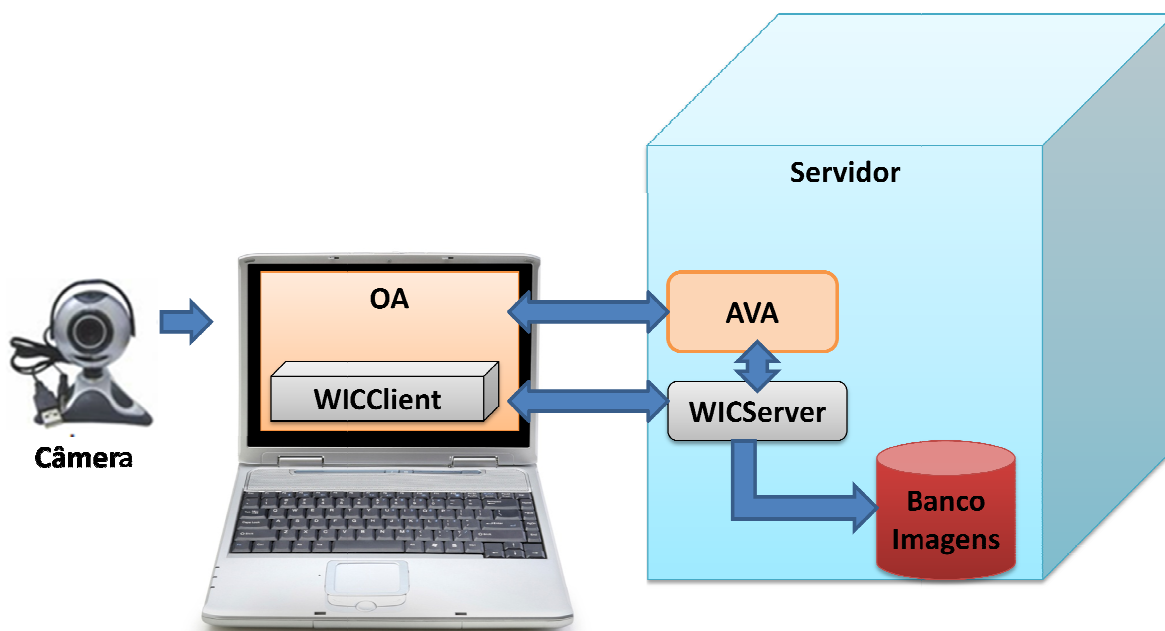 Servidor
OA
AVA
WICClient
WICServer
Câmera
Banco
Imagens